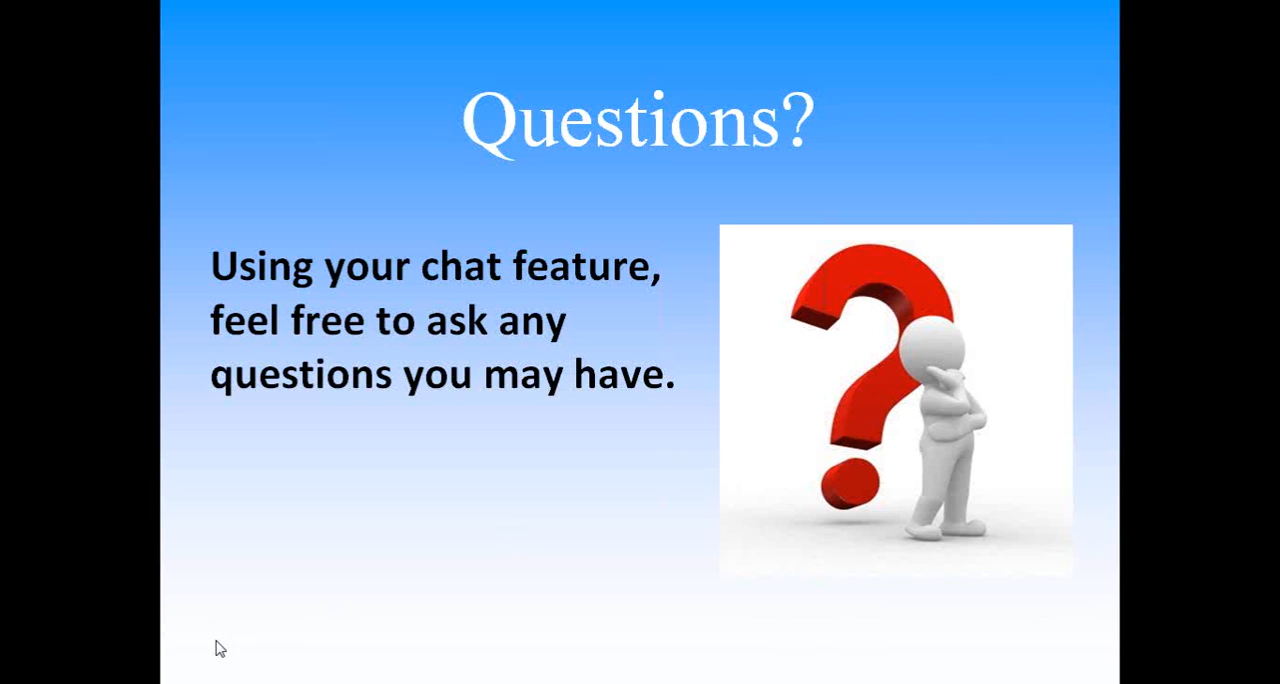 Questions?
Using your chat feature,
feel free to ask any
questions you may have.